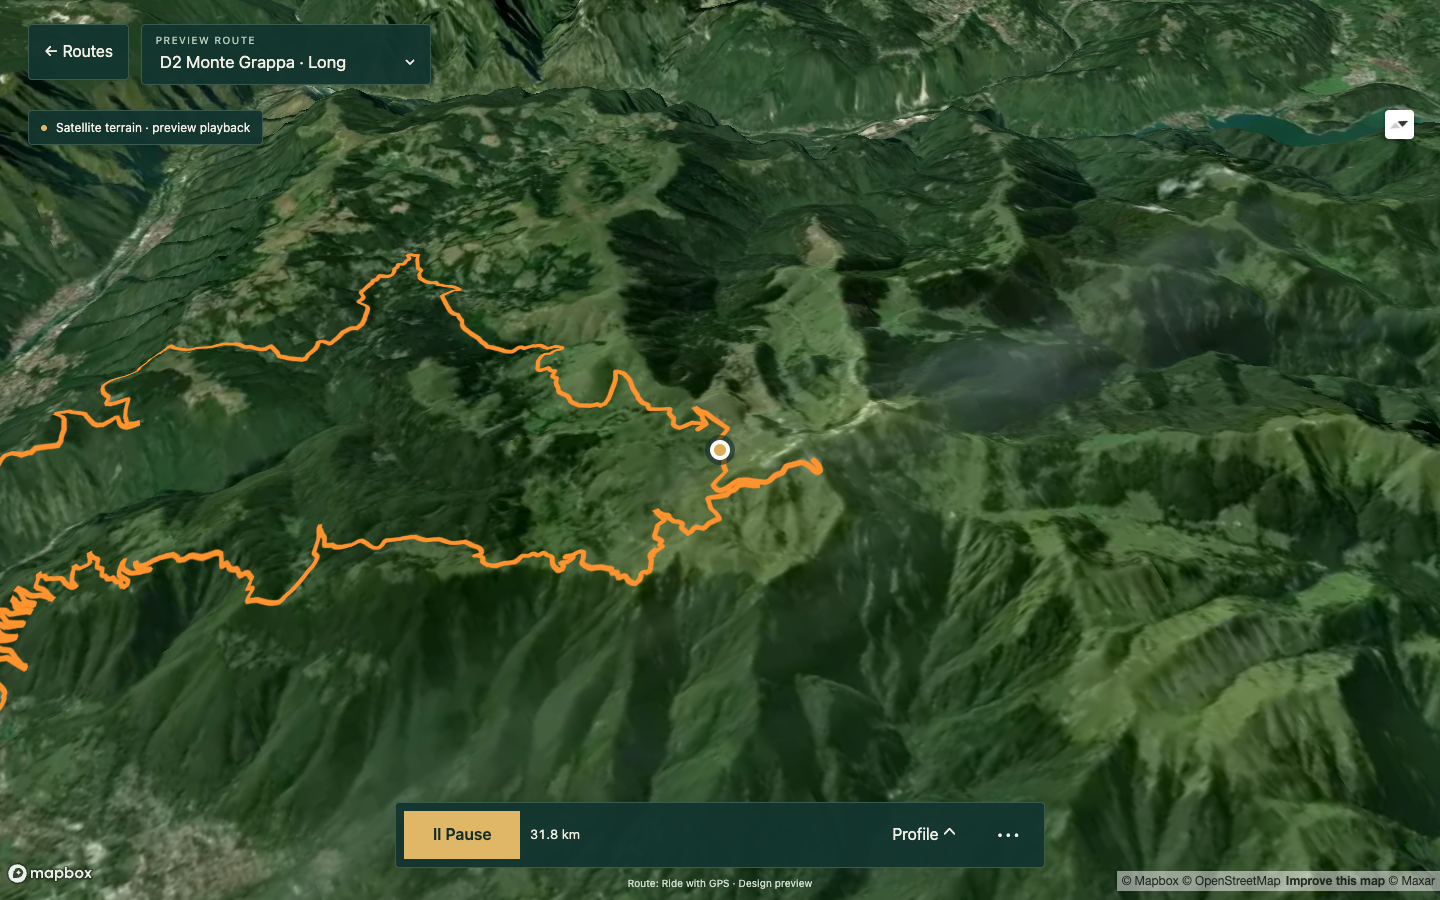 ← Routes
PREVIEW ROUTE
D2 Monte Grappa · Long
Satellite terrain · preview playback
II Pause
31.8 km
Profile
mapbox
Route: Ride with GPS · Design preview
© Mapbox © OpenStreetMap Improve this map © Maxar